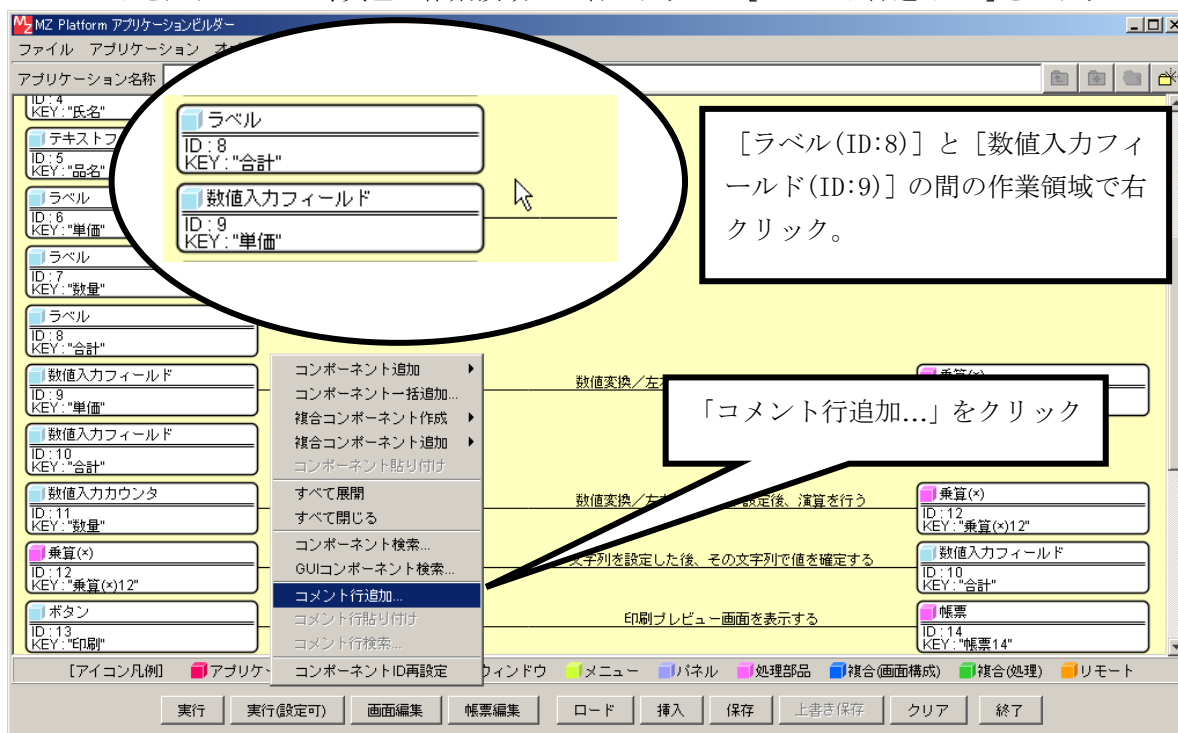 MZ Platform アプリケーションビルダー
ファイル アプリケーション オ
アプリケーション名称
ID:4
KEY:"氏名"
テキストフ
ID:5
KEY:"品名"
ラベル
ID:6
KEY:"単価"
ラベル
ID:7
KEY:"数量"
ラベル
ID:8
KEY:"合計"
数値入力フィールド
ID:9
KEY:"単価"
数値入力フィールド
ID:10
KEY:"合計"
数値入力カウンタ
ID:11
KEY:"数量"
乗算(×)
ID:12
KEY:"乗算(×)12"
ボタン
ID:13
KEY:"印刷"
ラベル
ID:8
KEY:"合計"
数値入力フィールド
ID:9
KEY:"単価"
[ラベル(ID:8)]と[数値入力フィ
ールド(ID:9)]の間の作業領域で右
クリック。
コンポーネント追加
コンポーネント一括追加...
複合コンポーネント作成
複合コンポーネント追加
コンポーネント貼り付け
すべて展開
すべて閉じる
コンポーネント検索...
GUIコンポーネント検索...
コメント行追加...
コメント行貼り付け
コメント行検索...
コンポーネントID再設定
「コメント行追加...」をクリック
数値変換/左
数値変換/左
設定後、演算を行う
文字列を設定した後、その文字列で値を確定する
印刷プレビュー画面を表示する
乗算(×)
乗算(×)
ID:12
KEY:"乗算(×)12"
数値入力フィールド
ID:10
KEY:"合計"
帳票
ID:14
KEY:"帳票14"
[アイコン凡例] アプリケー ウィンドウ メニュー パネル 処理部品 複合(画面構成) 複合(処理) リモート
実行 実行(設定可) 画面編集 帳票編集 ロード 挿入 保存 上書き保存 クリア 終了